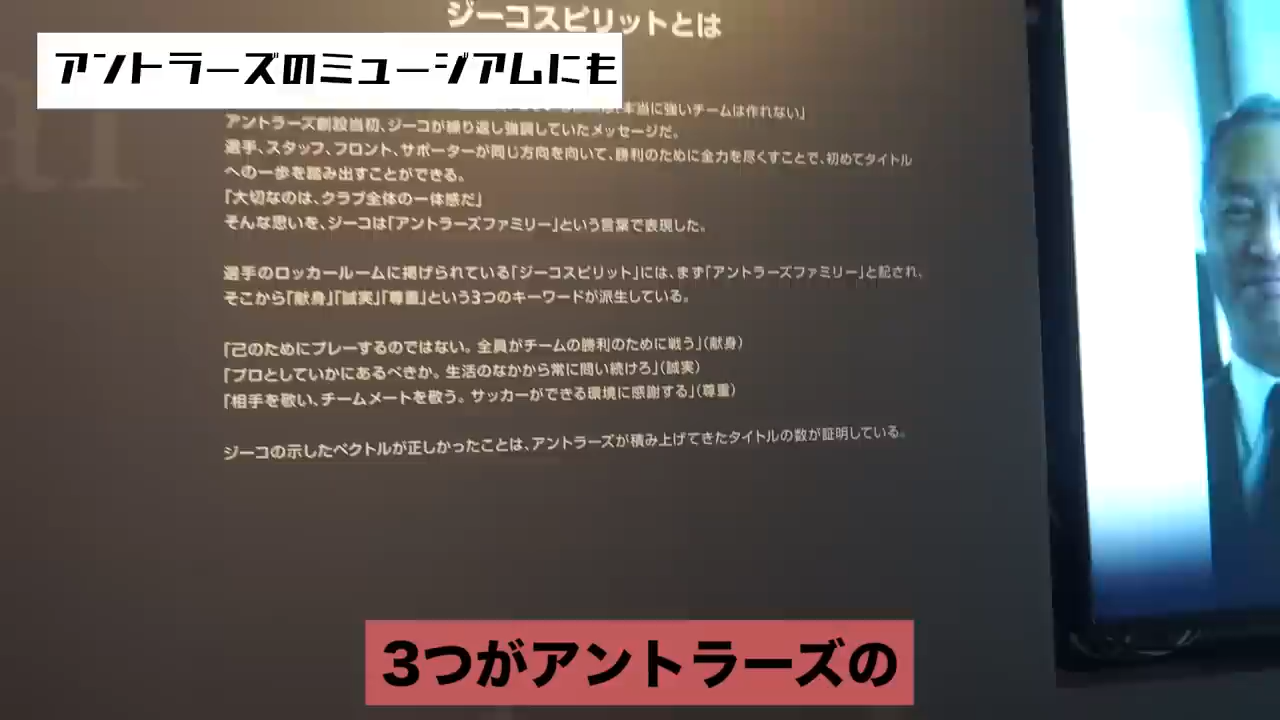 ジーコスピリットとは
アントラーズのミュージアムにも
本当に強いチームは作れない」
アントラーズ創設当初、ジーコが繰り返し強調していたメッセージだ。
選手、スタッフ、フロント、サポーターが同じ方向を向いて、勝利のために全力を尽くすことで、初めてタイトル
への一歩を踏み出すことができる。
「大切なのは、クラブ全体の一体感だ」
そんな思いを、ジーコは「アントラーズファミリー」という言葉で表現した。
選手のロッカールームに掲げられている「ジーコスピリット」には、まず「アントラーズファミリー」と記され、
そこから「献身」「誠実」「尊重」という3つのキーワードが派生している。
「己のためにプレーするのではない。全員がチームの勝利のために戦う」(献身)
「プロとしていかにあるべきか。生活のなかから常に問い続けろ」(誠実)
「相手を敬い、チームメートを敬う。サッカーができる環境に感謝する」(尊重)
ジーコの示したベクトルが正しかったことは、アントラーズが積み上げてきたタイトルの数が証明している。
3つがアントラーズの